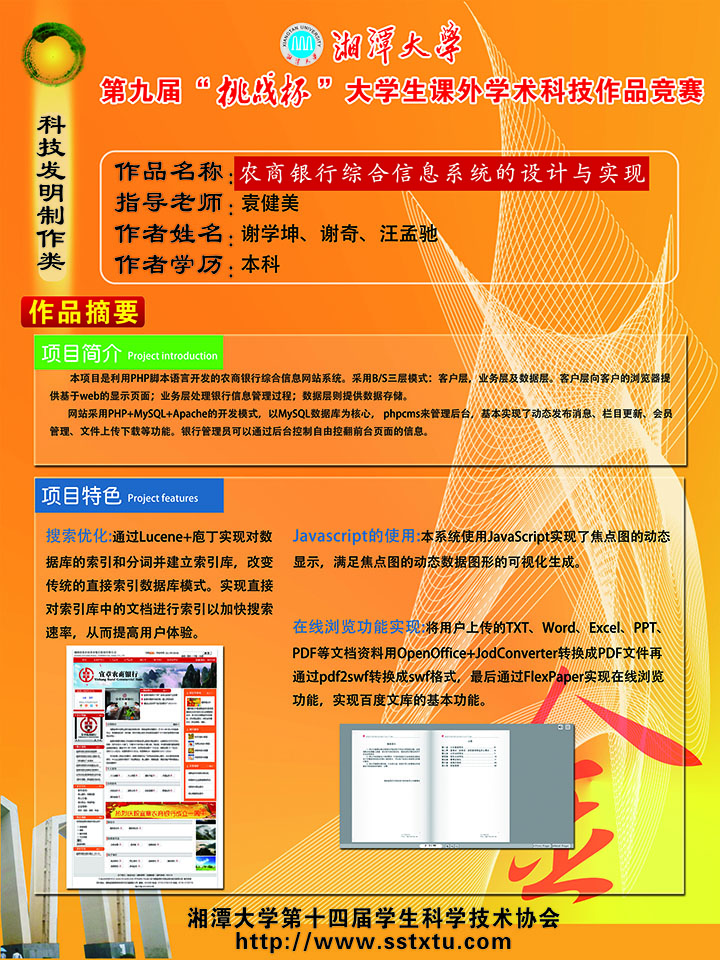 XIANGTAN UNIVERSITY
湘潭大学
第九届“挑战杯”大学生课外学术科技作品竞赛
科技发明制作类
作品名称:农商银行综合信息系统的设计与实现
指导老师:袁健美
作者姓名:谢学坤、谢奇、汪孟驰
作者学历:本科
作品摘要
项目简介 Project introduction
本项目是利用PHP脚本语言开发的农商银行综合信息网站系统。采用B/S三层模式：客户层，业务层及数据层。客户层向客户的浏览器提
供基于web的显示页面；业务层处理银行信息管理过程；数据层则提供数据存储。
网站采用PHP+MySQL+Apache的开发模式，以MySQL数据库为核心， phpcms来管理后台，基本实现了动态发布消息、栏目更新、会员
管理、文件上传下载等功能。银行管理员可以通过后台控制自由控翻前台页面的信息。
项目特色 Project features
搜索优化:通过Lucene+庖丁实现对数
据库的索引和分词并建立索引库，改变
传统的直接索引数据库模式。实现直接
对索引库中的文档进行索引以加快搜索
速率，从而提高用户体验。
Javascript的使用:本系统使用JavaScript实现了焦点图的动态
显示，满足焦点图的动态数据图形的可视化生成。
在线浏览功能实现:将用户上传的TXT、Word、Excel、PPT、
PDF等文档资料用OpenOffice+JodConverter转换成PDF文件再
通过pdf2swf转换成swf格式，最后通过FlexPaper实现在线浏览
功能，实现百度文库的基本功能。
宜章农商银行
热烈庆祝宜章农商银行成立一周年
湘潭大学第十四届学生科学技术协会
http://www.sstxtu.com